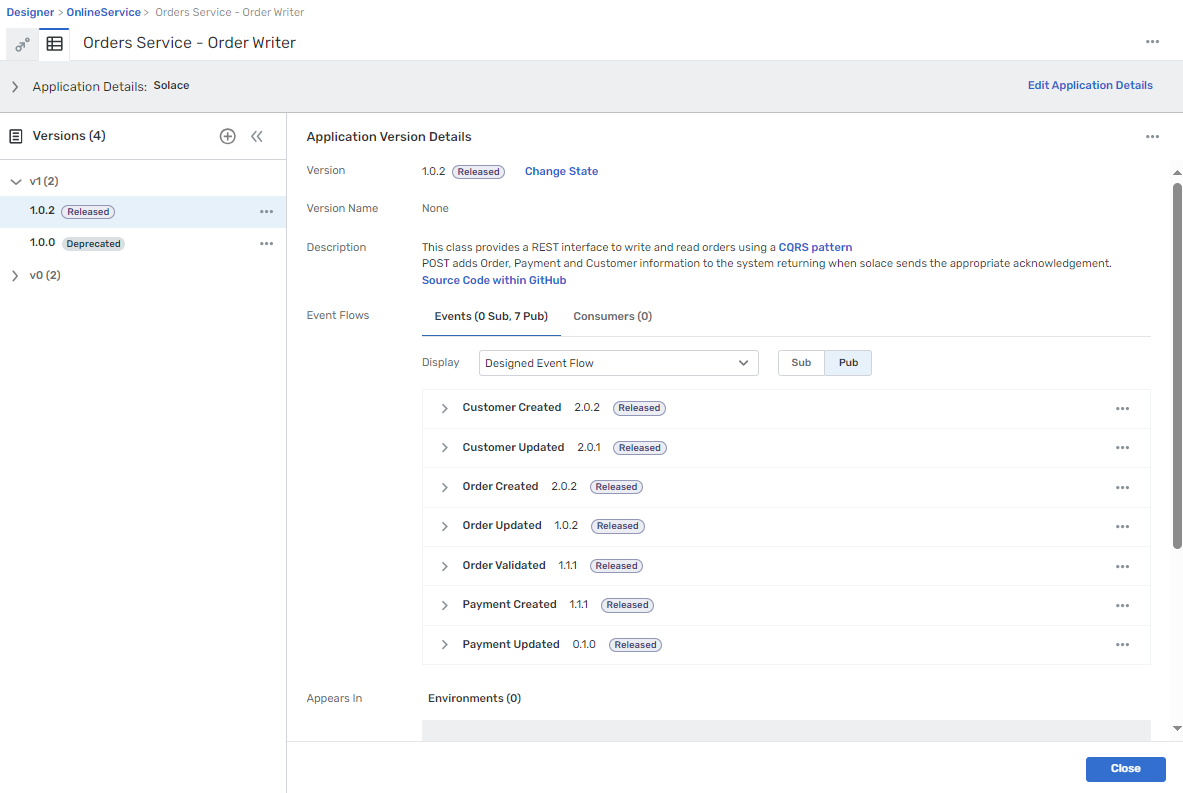 Designer > OnlineService > Orders Service - Order Writer
Orders Service - Order Writer
Application Details: Solace
Edit Application Details
Versions (4)
v1 (2)
1.0.2 Released
1.0.0 Deprecated
v0 (2)
Application Version Details
Version 1.0.2 Released Change State
Version Name None
Description This class provides a REST interface to write and read orders using a CQRS pattern
POST adds Order, Payment and Customer information to the system returning when solace sends the appropriate acknowledgement.
Source Code within GitHub
Event Flows Events (0 Sub, 7 Pub) Consumers (0)
Display Designed Event Flow Sub Pub
Customer Created 2.0.2 Released
Customer Updated 2.0.1 Released
Order Created 2.0.2 Released
Order Updated 1.0.2 Released
Order Validated 1.1.1 Released
Payment Created 1.1.1 Released
Payment Updated 0.1.0 Released
Appears In Environments (0)
Close